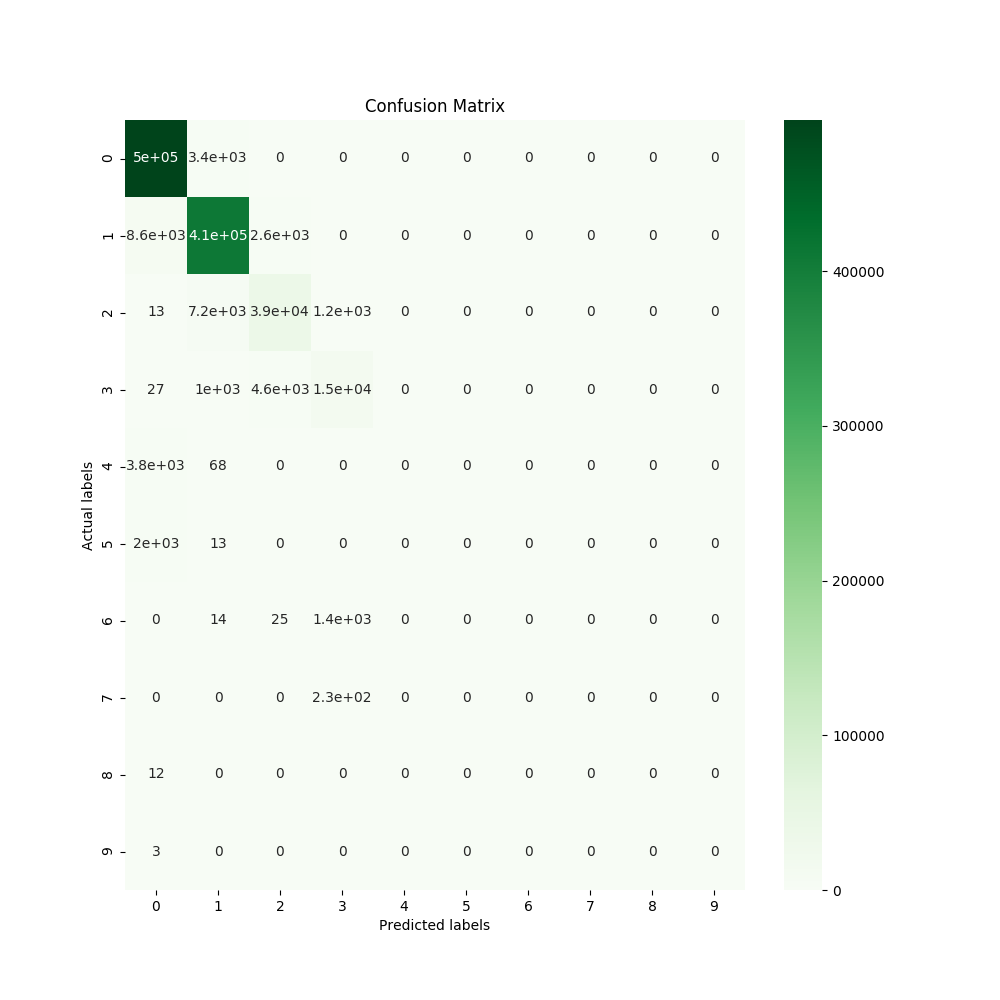 Confusion Matrix
0 5e+05 3.4e+03 0 0 0 0 0 0 0 0
1 8.6e+03 4.1e+05 2.6e+03 0 0 0 0 0 0 0
400000
2 13 7.2e+03 3.9e+04 1.2e+03 0 0 0 0 0 0
3 27 1e+03 4.6e+03 1.5e+04 0 0 0 0 0 0
300000
4 3.8e+03 68 0 0 0 0 0 0 0 0
Actual labels
5 2e+03 13 0 0 0 0 0 0 0 0
200000
6 0 14 25 1.4e+03 0 0 0 0 0 0
7 0 0 0 2.3e+02 0 0 0 0 0 0
100000
8 12 0 0 0 0 0 0 0 0 0
9 3 0 0 0 0 0 0 0 0 0
0
0 1 2 3 4 5 6 7 8 9
Predicted labels